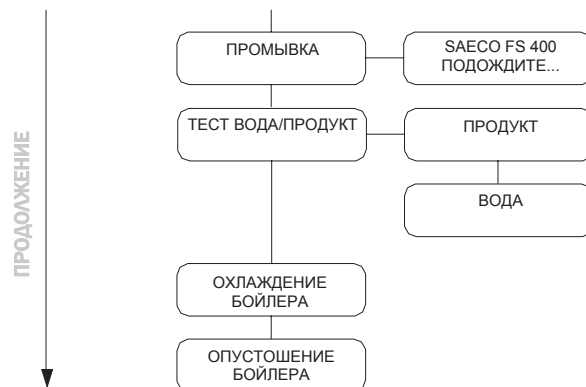 ПРОМЫВКА
SAECO FS 400
ПОДОЖДИТЕ...
ТЕСТ ВОДА/ПРОДУКТ
ПРОДУКТ
ВОДА
ПРОДОЛЖЕНИЕ
ОХЛАЖДЕНИЕ
БОЙЛЕРА
ОПУСТОШЕНИЕ
БОЙЛЕРА